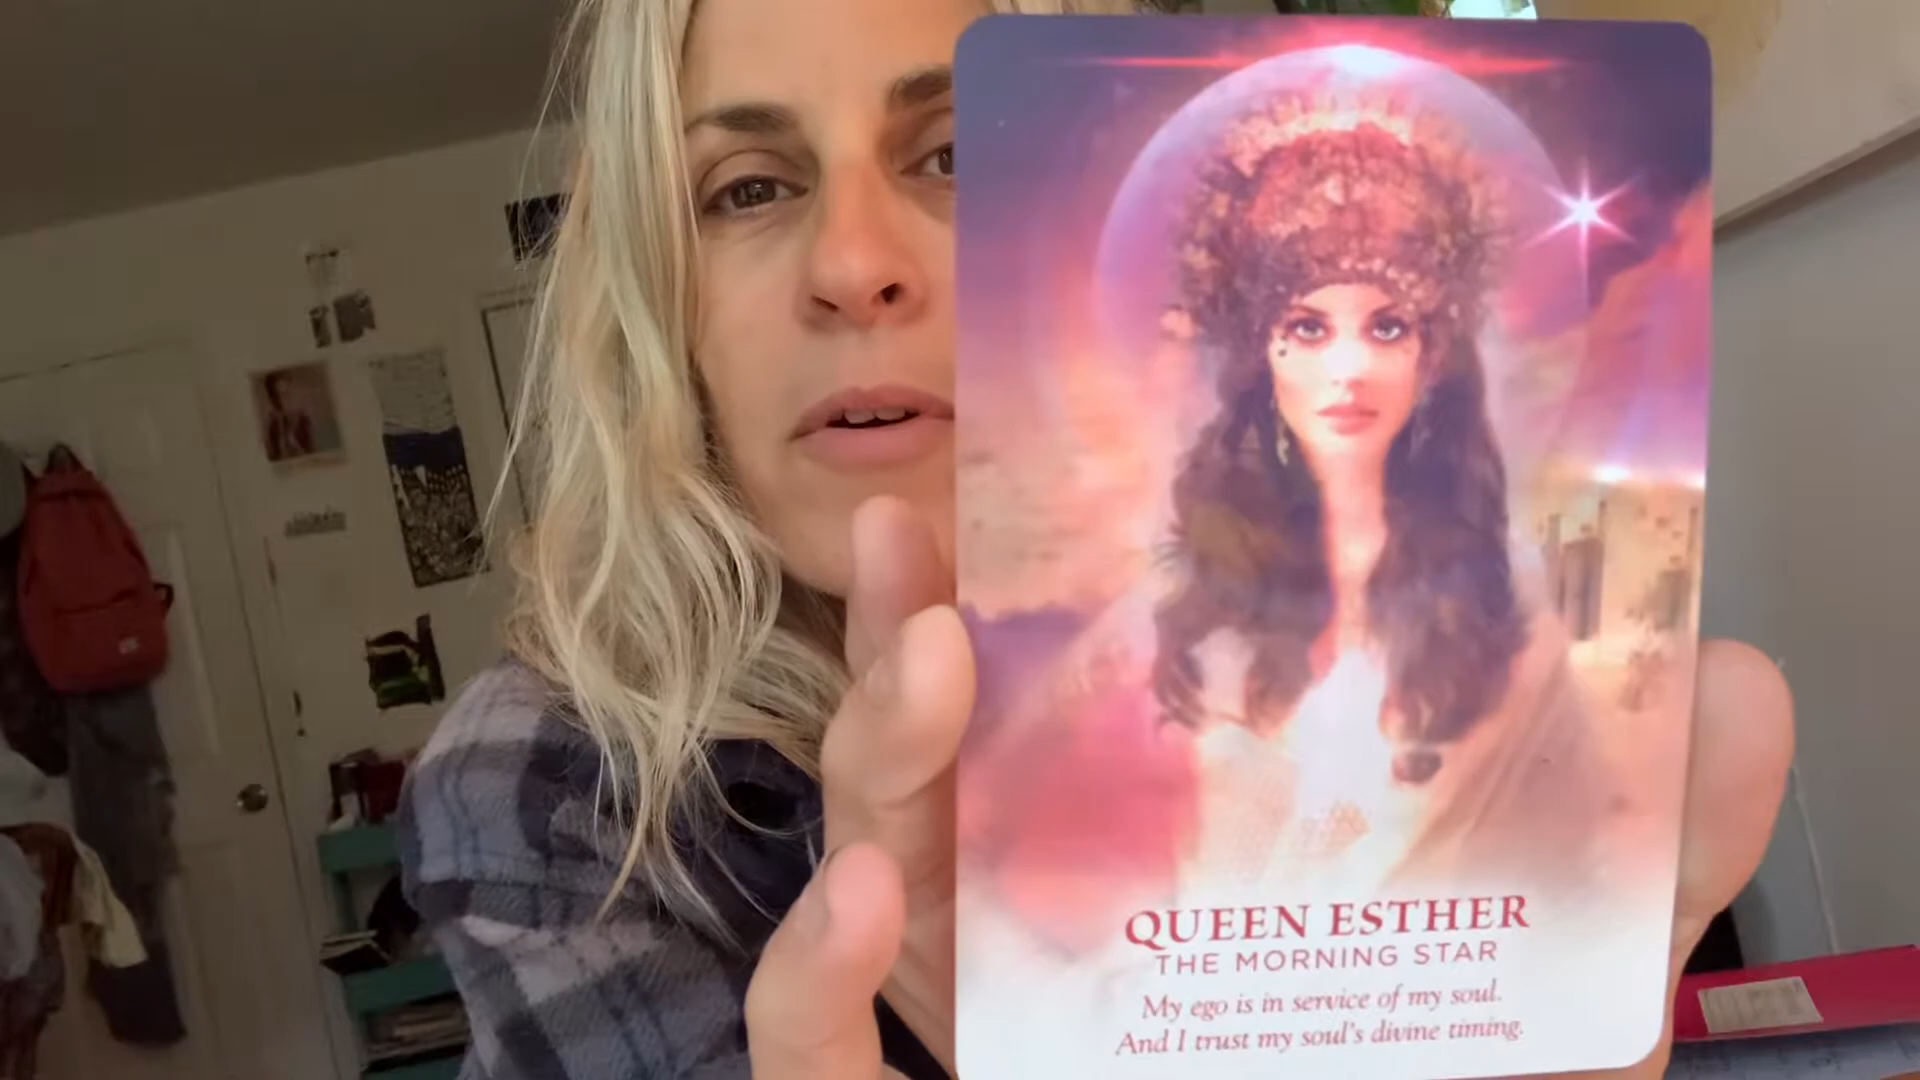 QUEEN ESTHER
THE MORNING STAR
My ego is in service of my soul.
And I trust my soul's divine timing.